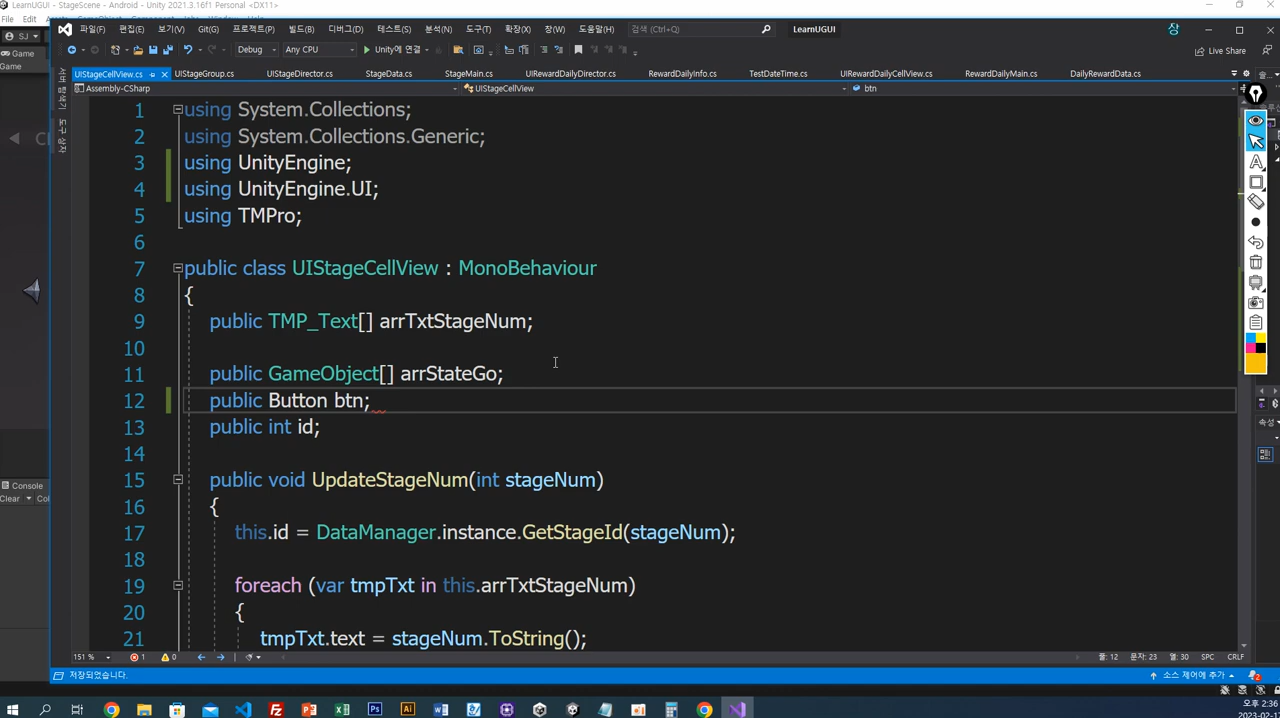 LearnUGUI - StageScene - Android - Unity 2021.3.16f1 Personal <DX11>
File Edit
SJ
Game
Game
Console
Clear
파일(F) 편집(E) 보기(V) Git(G) 프로젝트(P) 빌드(B) 디버그(D) 테스트(S) 분석(N) 도구(T) 확장(X) 창(W) 도움말(H) 검색 (Ctrl+Q) LearnUGUI
Debug Any CPU Unity에 연결 Live Share
UIStageCellView.cs UIStageGroup.cs UIStageDirector.cs StageData.cs StageMain.cs UIRewardDailyDirector.cs RewardDailyInfo.cs TestDateTime.cs UIRewardDailyCellView.cs RewardDailyMain.cs DailyRewardData.cs
Assembly-CSharp UIStageCellView btn
1 using System.Collections;
2 using System.Collections.Generic;
3 using UnityEngine;
4 using UnityEngine.UI;
5 using TMPro;
6
7 public class UIStageCellView : MonoBehaviour
8 {
9 public TMP_Text[] arrTxtStageNum;
10
11 public GameObject[] arrStateGo;
12 public Button btn;
13 public int id;
14
15 public void UpdateStageNum(int stageNum)
16 {
17 this.id = DataManager.instance.GetStageId(stageNum);
18
19 foreach (var tmpTxt in this.arrTxtStageNum)
20 {
21 tmpTxt.text = stageNum.ToString();
151 % 1 0 줄: 12 문자: 23 열: 30 SPC CRLF
저장되었습니다. 소스 제어에 추가 2
오후 2:36